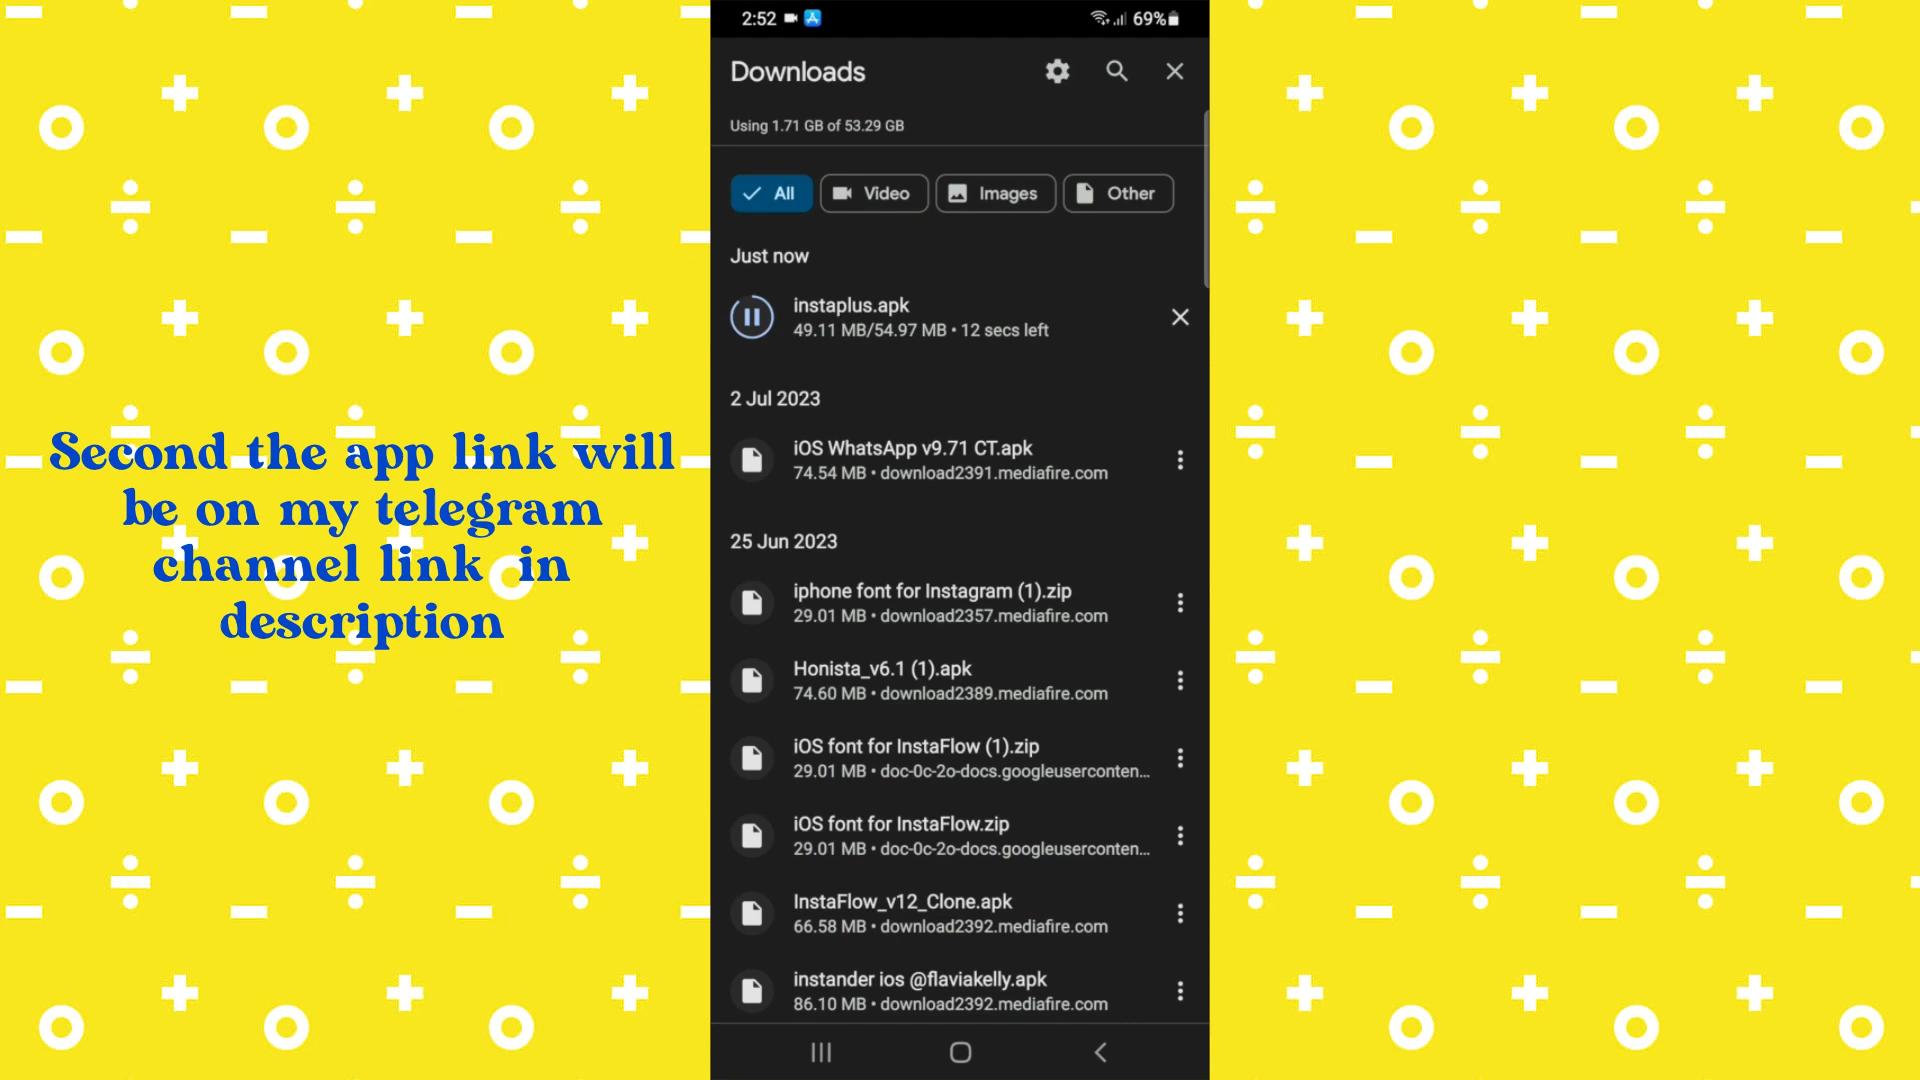 Second the app link will
be on my telegram
channel link in
description
2:52
69%
Downloads
Using 1.71 GB of 53.29 GB
All
Video
Images
Other
Just now
instaplus.apk
49.11 MB/54.97 MB • 12 secs left
2 Jul 2023
iOS WhatsApp v9.71 CT.apk
74.54 MB • download2391.mediafire.com
25 Jun 2023
iphone font for Instagram (1).zip
29.01 MB • download2357.mediafire.com
Honista_v6.1 (1).apk
74.60 MB • download2389.mediafire.com
iOS font for InstaFlow (1).zip
29.01 MB • doc-0c-2o-docs.googleuserconten...
iOS font for InstaFlow.zip
29.01 MB • doc-0c-2o-docs.googleuserconten...
InstaFlow_v12_Clone.apk
66.58 MB • download2392.mediafire.com
instander ios @flaviakelly.apk
86.10 MB • download2392.mediafire.com